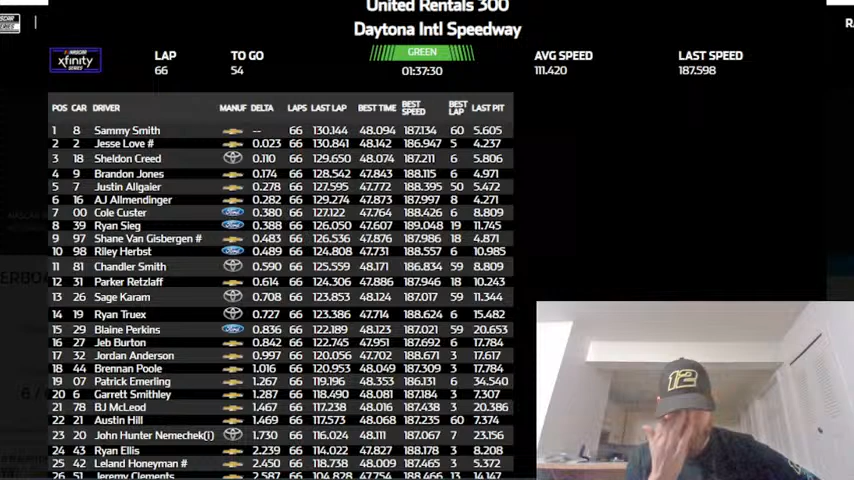 United Rentals 300
Daytona Intl Speedway
NASCAR
xfinity
SERIES
LAP TO GO GREEN AVG SPEED LAST SPEED
66 54 01:37:30 111.420 187.598
POS CAR DRIVER MANUF DELTA LAPS LAST LAP BEST TIME BEST SPEED BEST LAP LAST PIT
1 8 Sammy Smith -- 66 130.144 48.094 187.134 60 5.605
2 2 Jesse Love # 0.023 66 130.841 48.142 186.947 5 4.237
3 18 Sheldon Creed 0.110 66 129.650 48.074 187.211 6 5.806
4 9 Brandon Jones 0.174 66 128.542 47.843 188.115 6 4.971
5 7 Justin Allgaier 0.278 66 127.595 47.772 188.395 50 5.472
6 16 AJ Allmendinger 0.282 66 129.274 47.873 187.997 8 4.271
7 00 Cole Custer 0.380 66 127.122 47.764 188.426 6 8.809
8 39 Ryan Sieg 0.388 66 126.050 47.607 189.048 19 11.745
9 97 Shane Van Gisbergen # 0.483 66 126.536 47.876 187.986 18 4.871
10 98 Riley Herbst 0.489 66 124.808 47.731 188.557 6 10.985
11 81 Chandler Smith 0.590 66 125.559 48.171 186.834 59 8.809
12 31 Parker Retzlaff 0.614 66 124.306 47.886 187.946 18 10.243
13 26 Sage Karam 0.708 66 123.853 48.124 187.017 59 11.344
14 19 Ryan Truex 0.727 66 123.386 47.714 188.624 6 15.482
15 29 Blaine Perkins 0.836 66 122.189 48.123 187.021 59 20.653
16 27 Jeb Burton 0.842 66 122.745 47.951 187.692 6 17.784
17 32 Jordan Anderson 0.997 66 120.056 47.702 188.671 3 17.617
18 44 Brennan Poole 1.016 66 120.953 48.049 187.309 3 17.784
19 07 Patrick Emerling 1.267 66 119.196 48.353 186.131 6 34.540
20 6 Garrett Smithley 1.287 66 118.490 48.081 187.184 3 7.307
21 78 BJ McLeod 1.467 66 117.238 48.016 187.438 3 20.386
22 21 Austin Hill 1.469 66 117.573 48.068 187.235 60 7.374
23 20 John Hunter Nemechek(i) 1.730 66 116.024 48.111 187.067 7 23.156
24 43 Ryan Ellis 2.239 66 114.022 47.827 188.178 3 8.208
25 42 Leland Honeyman # 2.450 66 118.738 48.009 187.465 3 5.372
26 51 Jeremy Clements 2.587 66 104.828 47.754 188.466 13 14.147
12